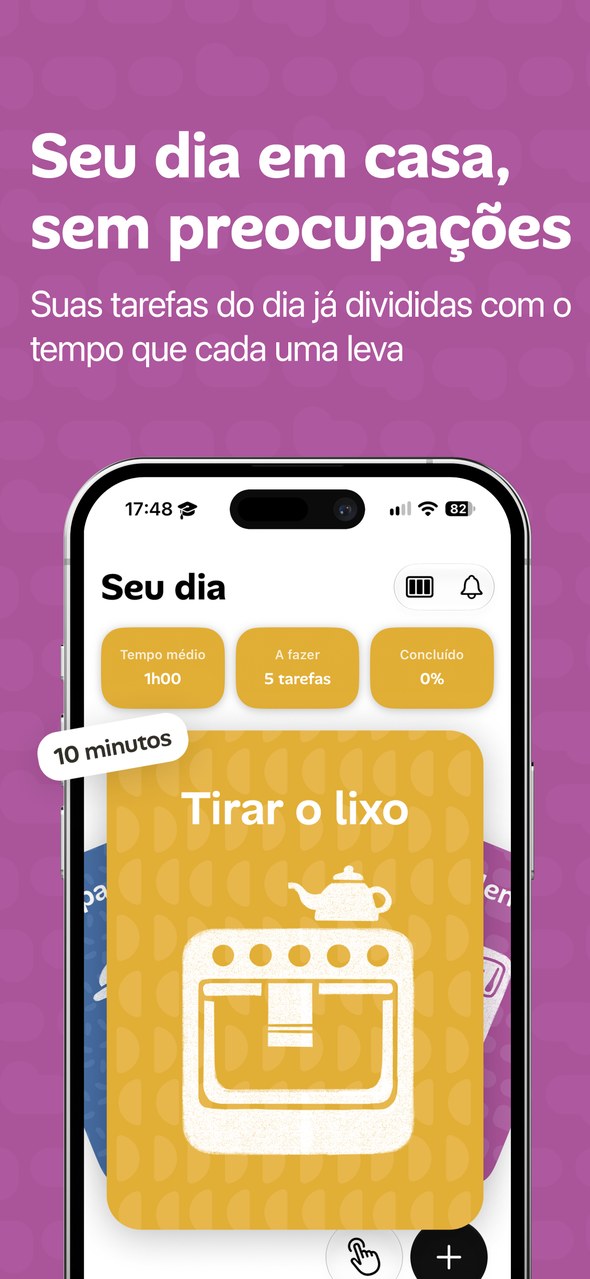 Seu dia em casa,
sem preocupações
Suas tarefas do dia já divididas com o
tempo que cada uma leva
17:48
82
Seu dia
Tempo médio
1h00
A fazer
5 tarefas
Concluído
0%
10 minutos
Tirar o lixo